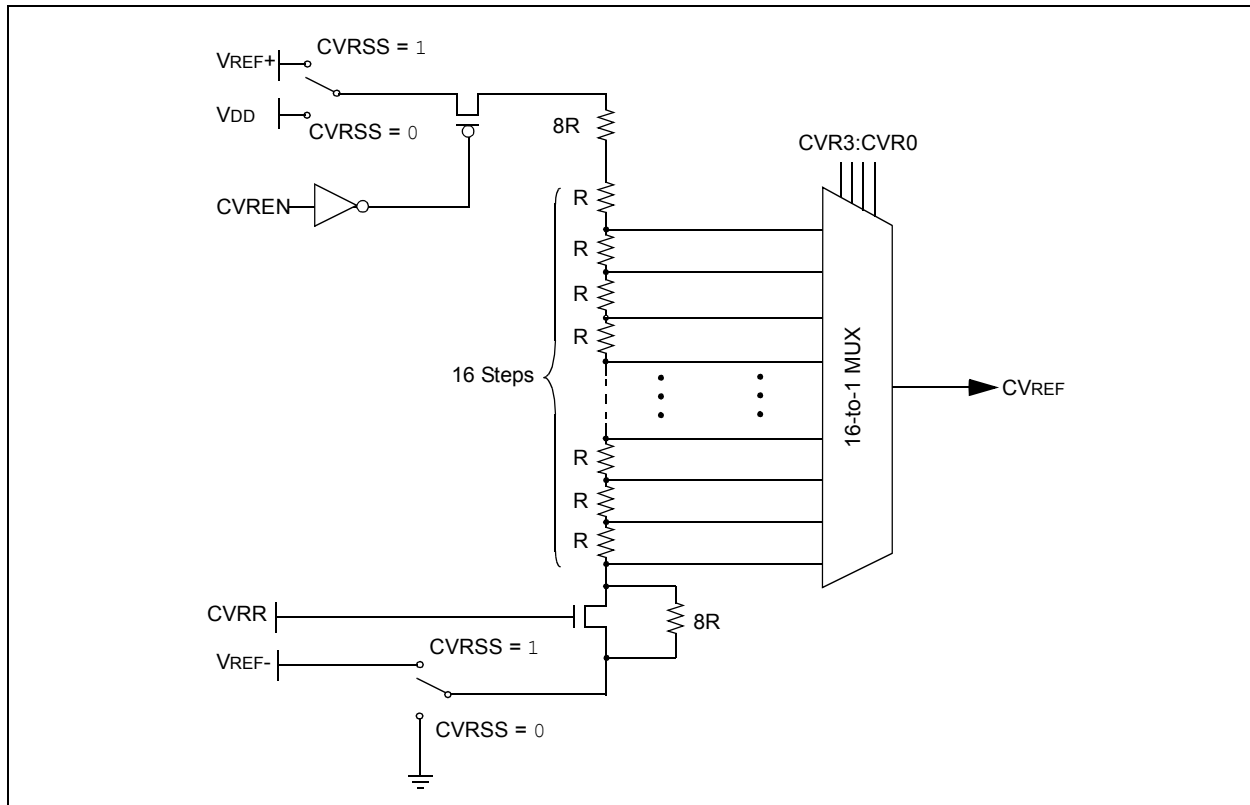 CVRSS = 1
VREF+
VDD
CVRSS = 0
8R
CVREN
CVR3:CVR0
R
R
R
R
16 Steps
16-to-1 MUX
CVREF
R
R
R
CVRR
8R
CVRSS = 1
VREF-
CVRSS = 0